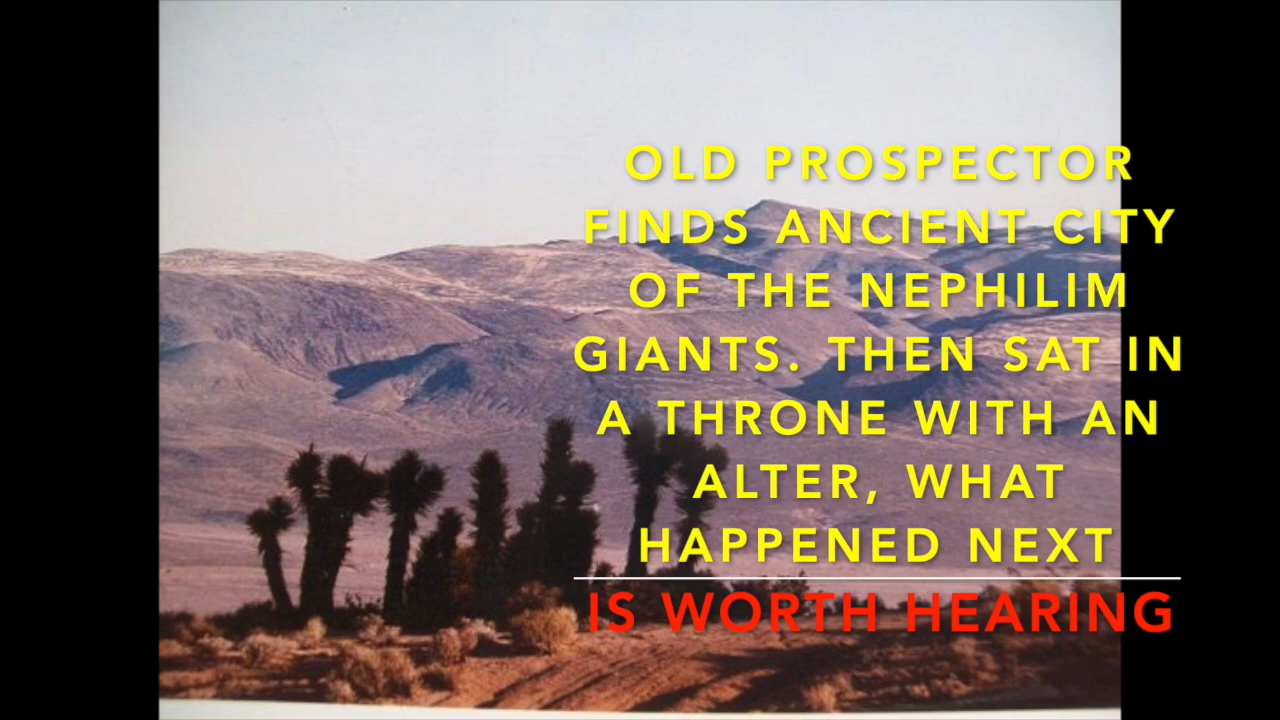 OLD PROSPECTOR
FINDS ANCIENT CITY
OF THE NEPHILIM
GIANTS. THEN SAT IN
A THRONE WITH AN
ALTER, WHAT
HAPPENED NEXT
IS WORTH HEARING